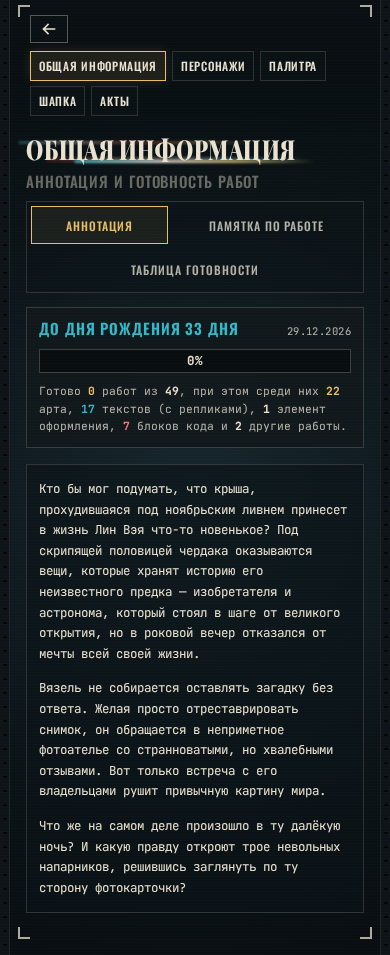 ←
ОБЩАЯ ИНФОРМАЦИЯ ПЕРСОНАЖИ ПАЛИТРА
ШАПКА АКТЫ
ОБЩАЯ ИНФОРМАЦИЯ
АННОТАЦИЯ И ГОТОВНОСТЬ РАБОТ
АННОТАЦИЯ ПАМЯТКА ПО РАБОТЕ
ТАБЛИЦА ГОТОВНОСТИ
ДО ДНЯ РОЖДЕНИЯ 33 ДНЯ 29.12.2026
0%
Готово 0 работ из 49, при этом среди них 22
арта, 17 текстов (с репликами), 1 элемент
оформления, 7 блоков кода и 2 другие работы.
Кто бы мог подумать, что крыша,
прохудившаяся под ноябрьским ливнем принесет
в жизнь Лин Вэя что-то новенькое? Под
скрипящей половицей чердака оказываются
вещи, которые хранят историю его
неизвестного предка — изобретателя и
астронома, который стоял в шаге от великого
открытия, но в роковой вечер отказался от
мечты всей своей жизни.
Вязель не собирается оставлять загадку без
ответа. Желая просто отреставрировать
снимок, он обращается в неприметное
фотоателье со странноватыми, но хвалебными
отзывами. Вот только встреча с его
владельцами рушит привычную картину мира.
Что же на самом деле произошло в ту далёкую
ночь? И какую правду откроют трое невольных
напарников, решившись заглянуть по ту
сторону фотокарточки?